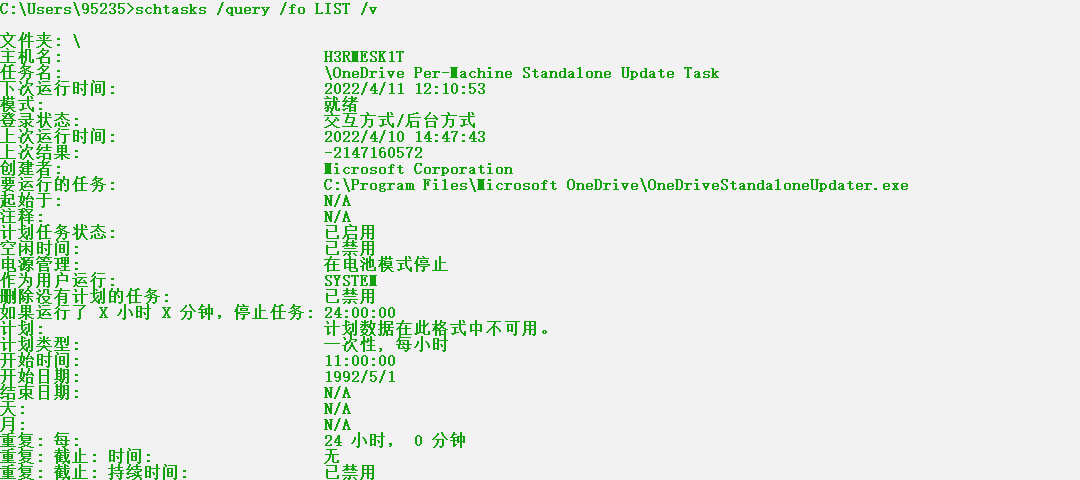 C:\Users\95235>schtasks /query /fo LIST /v
文件夹: \
主机名: H3RMESK1T
任务名: \OneDrive Per-Machine Standalone Update Task
下次运行时间: 2022/4/11 12:10:53
模式: 就绪
登录状态: 交互方式/后台方式
上次运行时间: 2022/4/10 14:47:43
上次结果: -2147160572
创建者: Microsoft Corporation
要运行的任务: C:\Program Files\Microsoft OneDrive\OneDriveStandaloneUpdater.exe
起始于: N/A
注释: N/A
计划任务状态: 已启用
空闲时间: 已禁用
电源管理: 在电池模式停止
作为用户运行: SYSTEM
删除没有计划的任务: 已禁用
如果运行了 X 小时 X 分钟，停止任务: 24:00:00
计划: 计划数据在此格式中不可用。
计划类型: 一次性，每小时
开始时间: 11:00:00
开始日期: 1992/5/1
结束日期: N/A
天: N/A
月: N/A
重复: 每: 24 小时， 0 分钟
重复: 截止: 时间: 无
重复: 截止: 持续时间: 已禁用